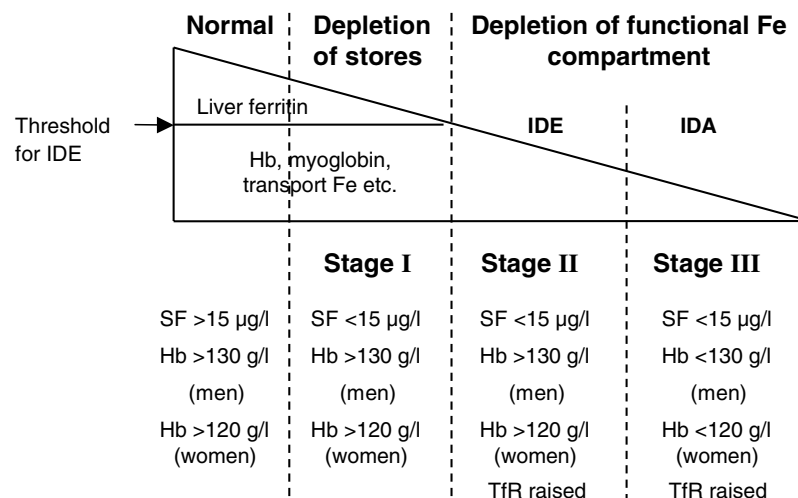 Normal
Depletion
of stores
Depletion of functional Fe
compartment
Threshold
for IDE
Liver ferritin
Hb, myoglobin,
transport Fe etc.
IDE
IDA
Stage I
Stage II
Stage III
SF >15 µg/l
SF <15 µg/l
SF <15 µg/l
SF <15 µg/l
Hb >130 g/l
Hb >130 g/l
Hb >130 g/l
Hb <130 g/l
(men)
(men)
(men)
(men)
Hb >120 g/l
Hb >120 g/l
Hb >120 g/l
Hb <120 g/l
(women)
(women)
(women)
(women)
TfR raised
TfR raised